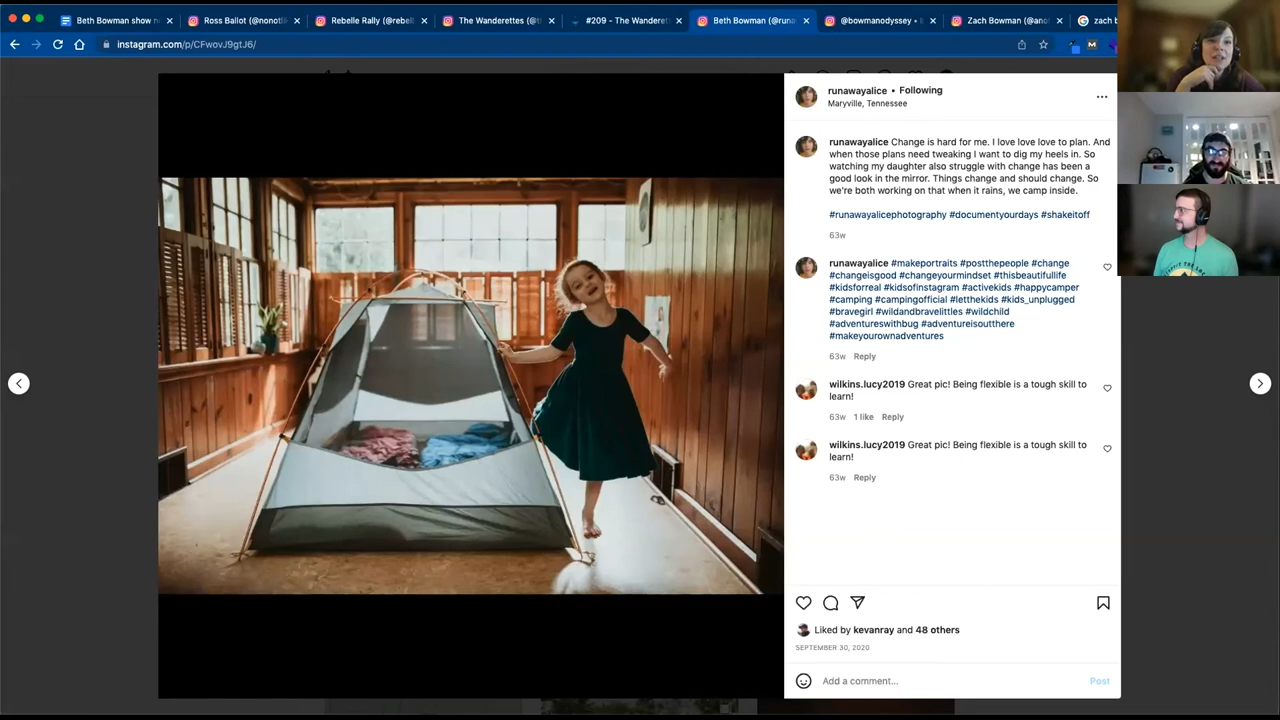 Beth Bowman show n
Ross Ballot (@nonotl
Rebelle Rally (@rebel
The Wanderettes (@t
#209 - The Wanderet
Beth Bowman (@runa
@bowmanodyssey •
Zach Bowman (@ano
zach b
instagram.com/p/CFwovJ9gtJ6/
runawayalice • Following
Maryville, Tennessee
runawayalice Change is hard for me. I love love love to plan. And
when those plans need tweaking I want to dig my heels in. So
watching my daughter also struggle with change has been a
good look in the mirror. Things change and should change. So
we're both working on that when it rains, we camp inside.
#runawayalicephotography #documentyourdays #shakeitoff
63w
runawayalice #makeportraits #postthepeople #change
#changeisgood #changeyourmindset #thisbeautifullife
#kidsforreal #kidsofinstagram #activekids #happycamper
#camping #campingofficial #letthekids #kids_unplugged
#bravegirl #wildandbravelittles #wildchild
#adventureswithbug #adventureisoutthere
#makeyourownadventures
63w Reply
wilkins.lucy2019 Great pic! Being flexible is a tough skill to
learn!
63w 1 like Reply
wilkins.lucy2019 Great pic! Being flexible is a tough skill to
learn!
63w Reply
Liked by kevanray and 48 others
SEPTEMBER 30, 2020
Add a comment... Post